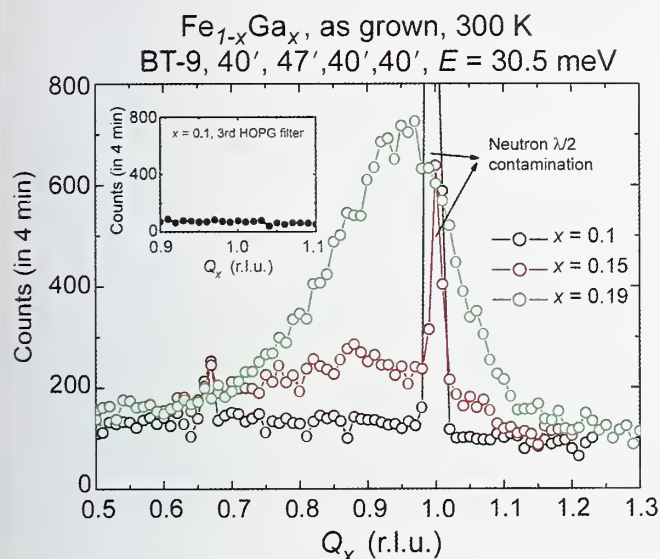 Fe1-xGax, as grown, 300 K
BT-9, 40′, 47′,40′,40′, E = 30.5 meV
800
600
400
200
0
Counts (in 4 min)
0.5 0.6 0.7 0.8 0.9 1.0 1.1 1.2 1.3
Qx (r.l.u.)
800
400
0
Counts (in 4 min)
x = 0.1, 3rd HOPG filter
0.9 1.0 1.1
Qx (r.l.u.)
Neutron λ/2
contamination
x = 0.1
x = 0.15
x = 0.19